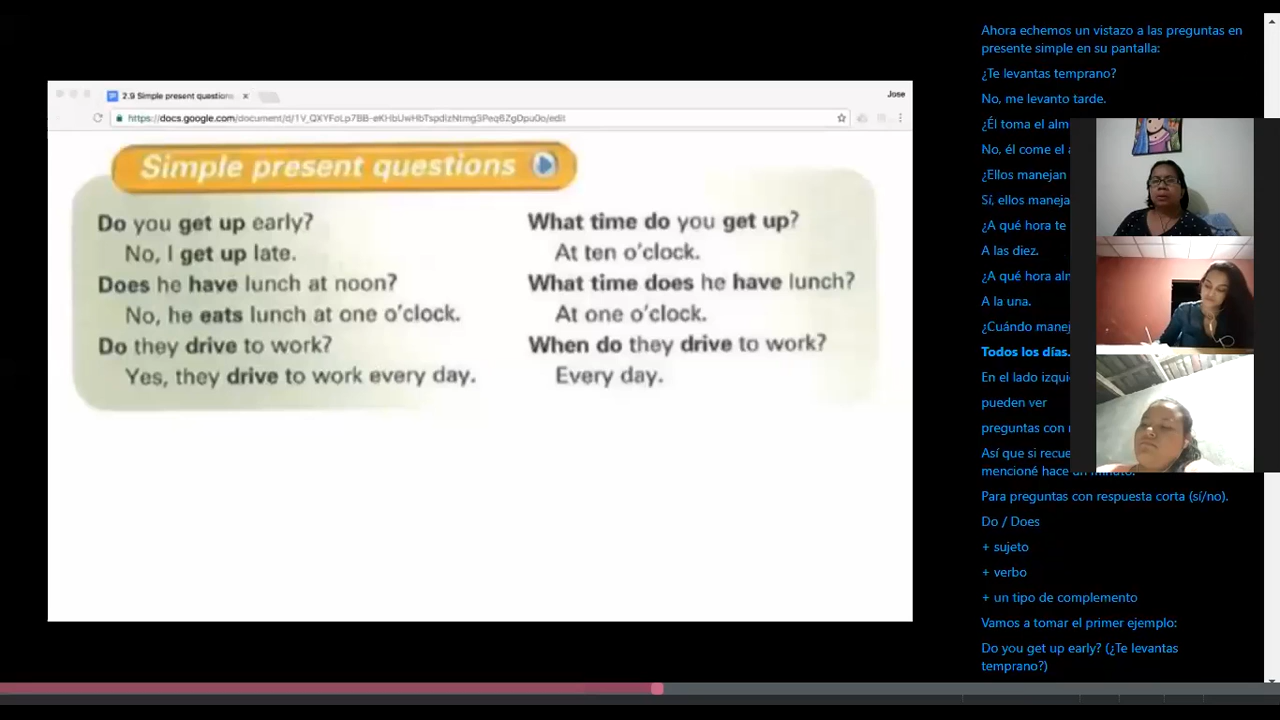 2.9 Simple present questions
Jose
https://docs.google.com/document/d/
/edit
Simple present questions
Do you get up early?
No, I get up late.
Does he have lunch at noon?
No, he eats lunch at one o'clock.
Do they drive to work?
Yes, they drive to work every day.
What time do you get up?
At ten o'clock.
What time does he have lunch?
At one o'clock.
When do they drive to work?
Every day.
Ahora echemos un vistazo a las preguntas en
presente simple en su pantalla:
¿Te levantas temprano?
No, me levanto tarde.
¿Él toma el
No, él come el
¿Ellos manejan
Sí, ellos
¿A qué hora te
A las diez.
¿A qué hora
A la una.
¿Cuándo
Todos los días.
En el lado
pueden ver
preguntas con
Así que si
mencioné hace un minuto.
Para preguntas con respuesta corta (sí/no).
Do / Does
+ sujeto
+ verbo
+ un tipo de complemento
Vamos a tomar el primer ejemplo:
Do you get up early? (¿Te levantas
temprano?)